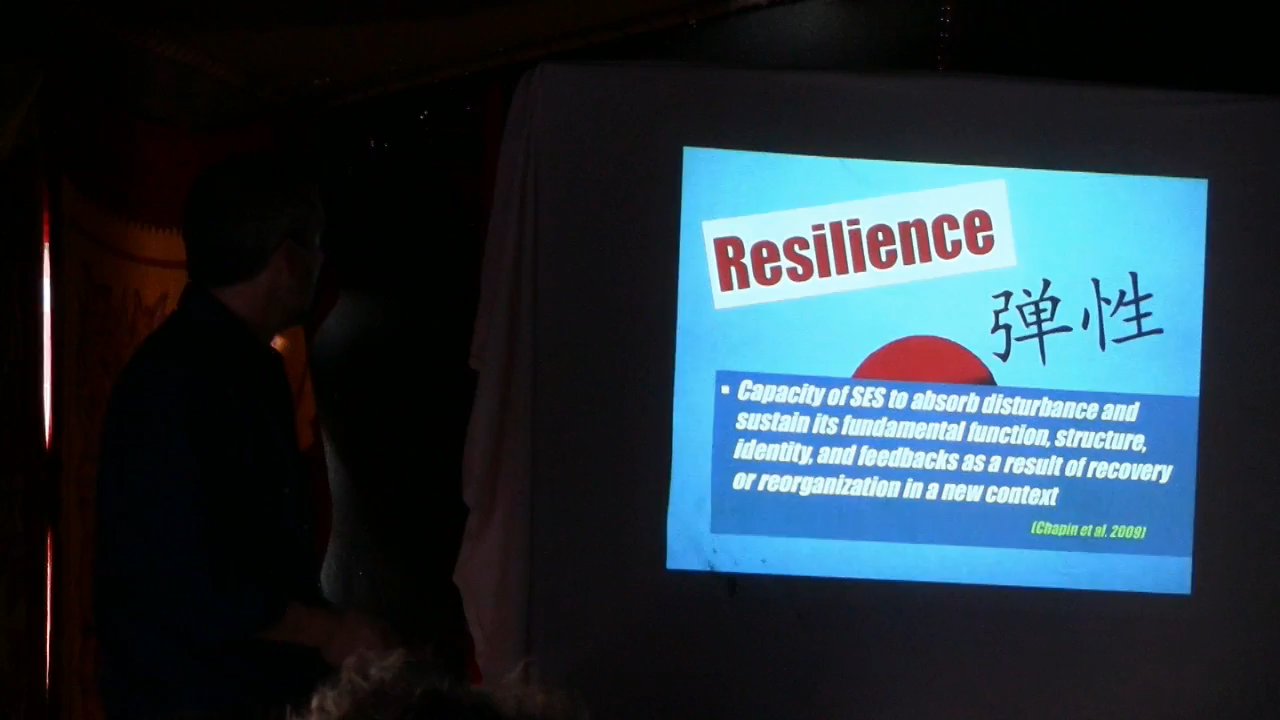 Resilience
弹性
▪ Capacity of SES to absorb disturbance and
sustain its fundamental function, structure,
identity, and feedbacks as a result of recovery
or reorganization in a new context
(Chapin et al. 2009)